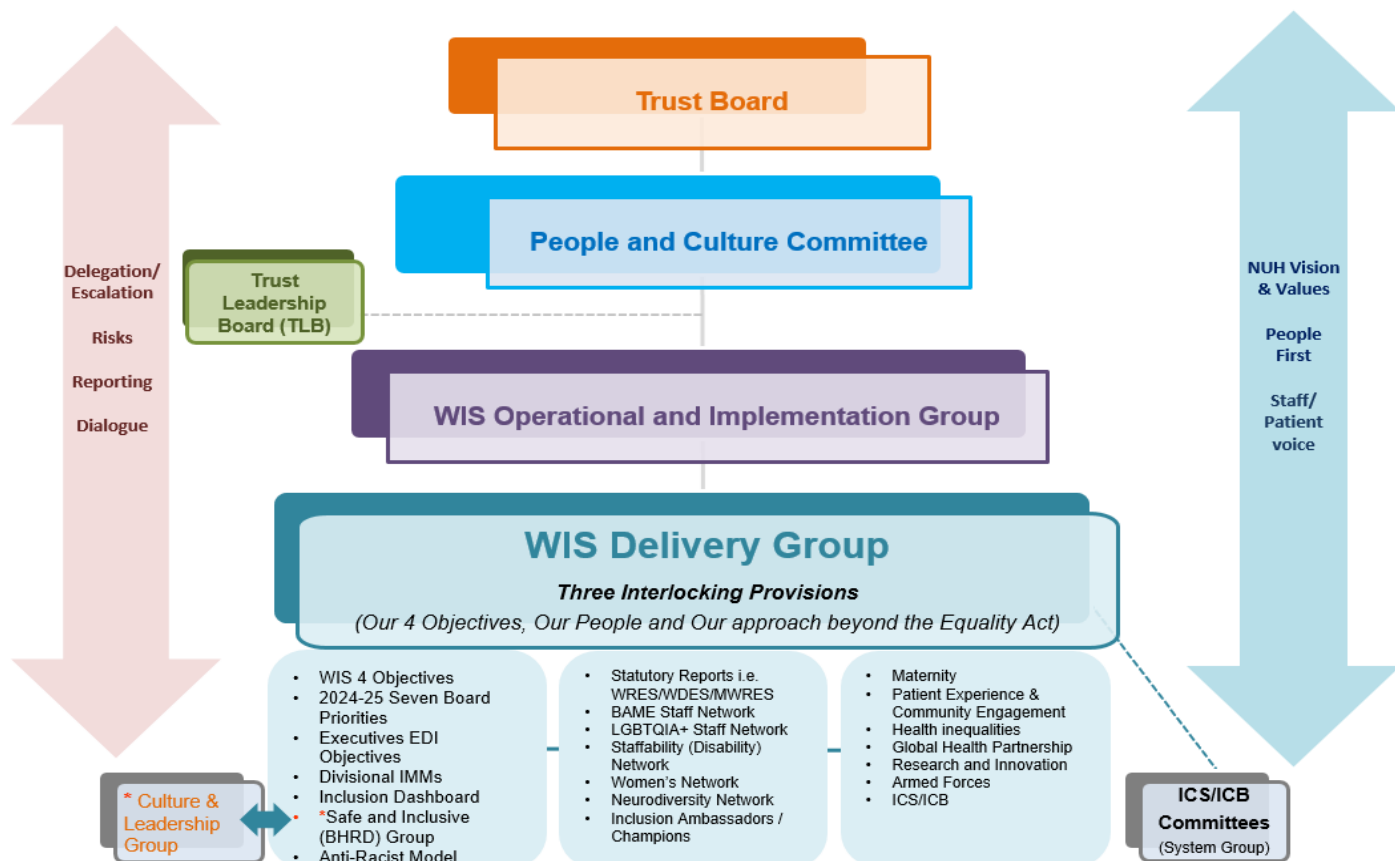 Trust Board
People and Culture Committee
Trust
Leadership
Board (TLB)
Delegation/
Escalation
Risks
Reporting
Dialogue
NUH Vision
& Values
People
First
Staff/
Patient
voice
WIS Operational and Implementation Group
WIS Delivery Group
Three Interlocking Provisions
(Our 4 Objectives, Our People and Our approach beyond the Equality Act)
• WIS 4 Objectives
• 2024-25 Seven Board
Priorities
• Executives EDI
Objectives
• Divisional IMMs
• Inclusion Dashboard
• *Safe and Inclusive
(BHRD) Group
• Anti-Racist Model
• Statutory Reports i.e.
WRES/WDES/MWRES
• BAME Staff Network
• LGBTQIA+ Staff Network
• Staffability (Disability)
Network
• Women's Network
• Neurodiversity Network
• Inclusion Ambassadors /
Champions
• Maternity
• Patient Experience &
Community Engagement
• Health inequalities
• Global Health Partnership
• Research and Innovation
• Armed Forces
• ICS/ICB
* Culture &
Leadership
Group
ICS/ICB
Committees
(System Group)